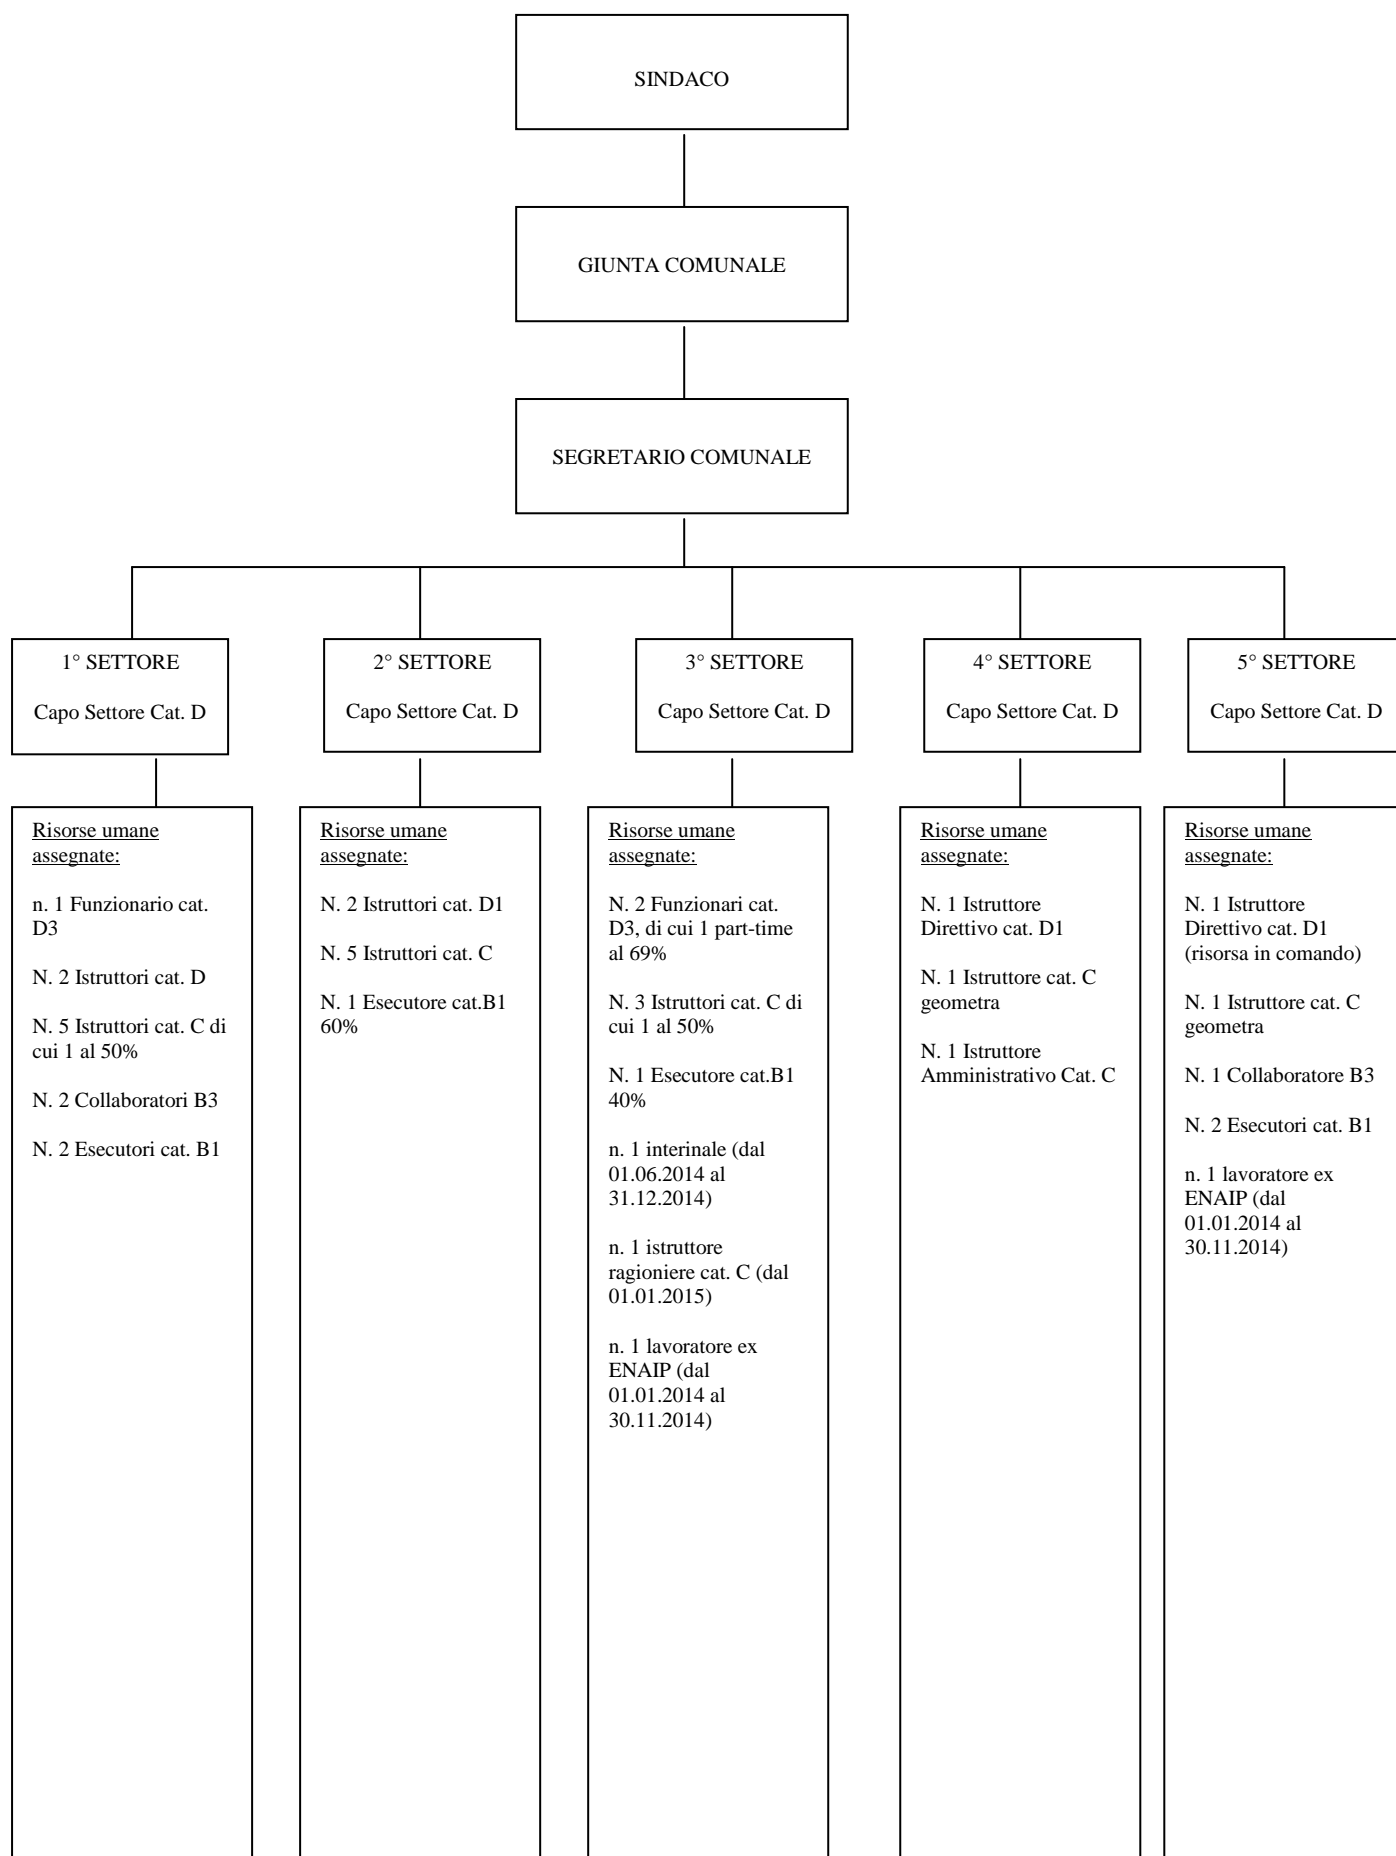 SINDACO
GIUNTA COMUNALE
SEGRETARIO COMUNALE
1° SETTORE
Capo Settore Cat. D
2° SETTORE
Capo Settore Cat. D
3° SETTORE
Capo Settore Cat. D
4° SETTORE
Capo Settore Cat. D
5° SETTORE
Capo Settore Cat. D
Risorse umane
assegnate:
n. 1 Funzionario cat.
D3
N. 2 Istruttori cat. D
N. 5 Istruttori cat. C di
cui 1 al 50%
N. 2 Collaboratori B3
N. 2 Esecutori cat. B1
Risorse umane
assegnate:
N. 2 Istruttori cat. D1
N. 5 Istruttori cat. C
N. 1 Esecutore cat.B1
60%
Risorse umane
assegnate:
N. 2 Funzionari cat.
D3, di cui 1 part-time
al 69%
N. 3 Istruttori cat. C di
cui 1 al 50%
N. 1 Esecutore cat.B1
40%
n. 1 interinale (dal
01.06.2014 al
31.12.2014)
n. 1 istruttore
ragioniere cat. C (dal
01.01.2015)
n. 1 lavoratore ex
ENAIP (dal
01.01.2014 al
30.11.2014)
Risorse umane
assegnate:
N. 1 Istruttore
Direttivo cat. D1
N. 1 Istruttore cat. C
geometra
N. 1 Istruttore
Amministrativo Cat. C
Risorse umane
assegnate:
N. 1 Istruttore
Direttivo cat. D1
(risorsa in comando)
N. 1 Istruttore cat. C
geometra
N. 1 Collaboratore B3
N. 2 Esecutori cat. B1
n. 1 lavoratore ex
ENAIP (dal
01.01.2014 al
30.11.2014)